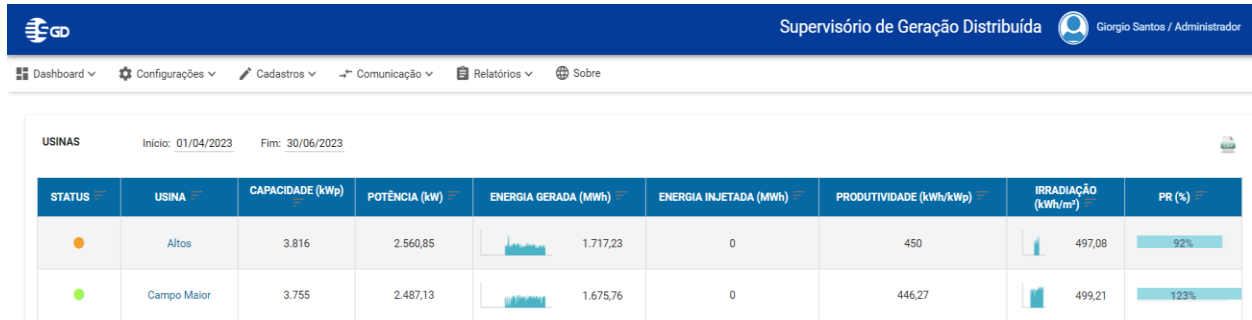 GD
Supervisório de Geração Distribuída
Giorgio Santos / Administrador
Dashboard Configurações Cadastros Comunicação Relatórios Sobre
USINAS Início: 01/04/2023 Fim: 30/06/2023
STATUS USINA CAPACIDADE (kWp) POTÊNCIA (kW) ENERGIA GERADA (MWh) ENERGIA INJETADA (MWh) PRODUTIVIDADE (kWh/kWp) IRRADIAÇÃO (kWh/m²) PR (%)
Altos 3.816 2.560,85 1.717,23 0 450 497,08 92%
Campo Maior 3.755 2.487,13 1.675,76 0 446,27 499,21 123%